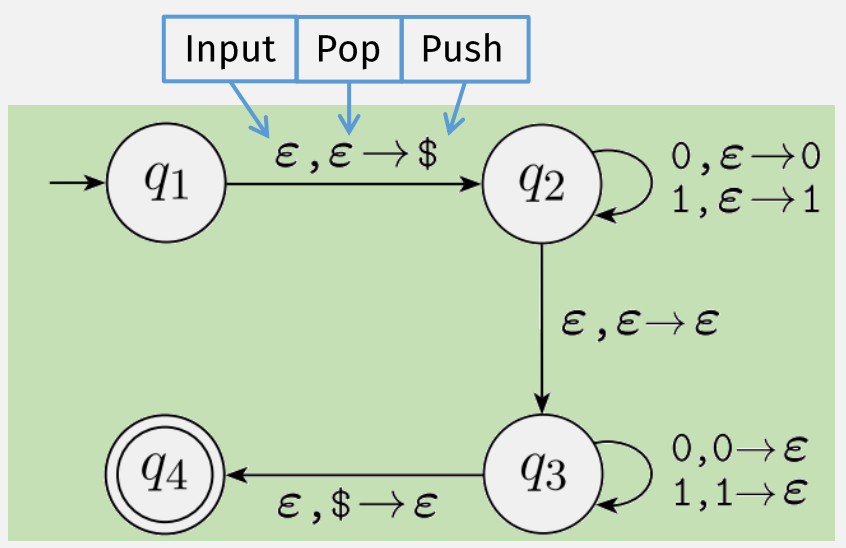 Input Pop Push
ε,ε→$
q1
q2
0,ε→0
1,ε→1
ε,ε→ε
q4
q3
0,0→ε
1,1→ε
ε,$→ε